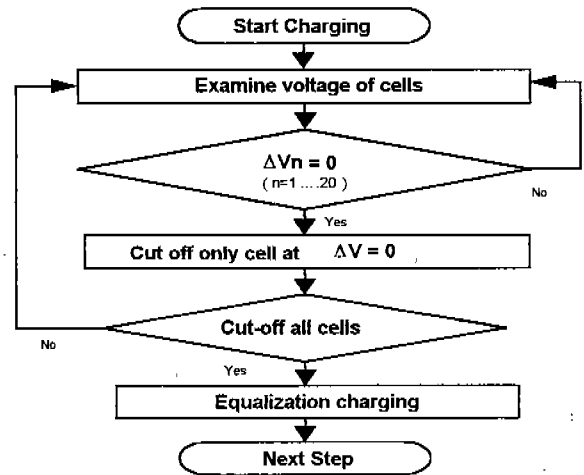 Start Charging
Examine voltage of cells
ΔVn = 0
( n=1 ....20 )
No
Yes
Cut off only cell at ΔV = 0
Cut-off all cells
No
Yes
Equalization charging
Next Step